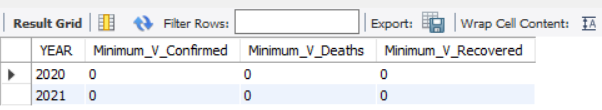 Result Grid Filter Rows: Export: Wrap Cell Content: IA
YEAR Minimum_V_Confirmed Minimum_V_Deaths Minimum_V_Recovered
2020 0 0 0
2021 0 0 0